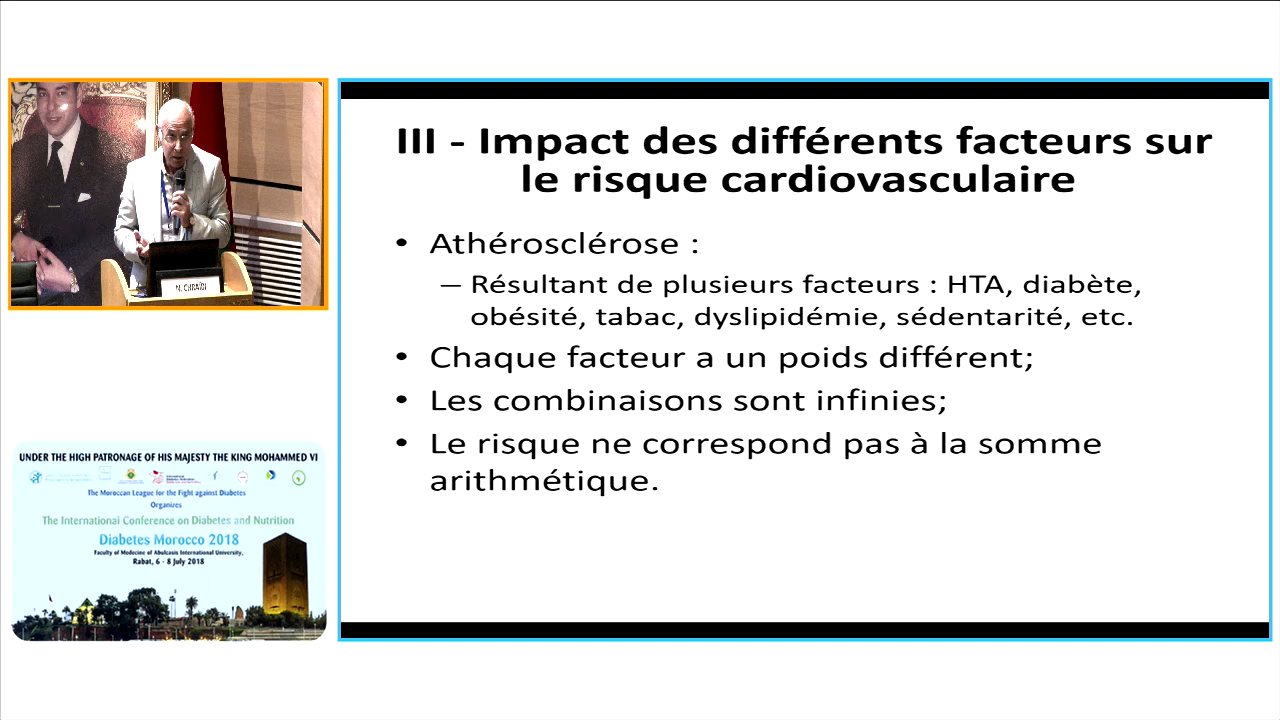 N. CHRAÏBI
III - Impact des différents facteurs sur
le risque cardiovasculaire
• Athérosclérose :
– Résultant de plusieurs facteurs : HTA, diabète,
obésité, tabac, dyslipidémie, sédentarité, etc.
• Chaque facteur a un poids différent;
• Les combinaisons sont infinies;
• Le risque ne correspond pas à la somme
arithmétique.
UNDER THE HIGH PATRONAGE OF HIS MAJESTY THE KING MOHAMMED VI
The Moroccan League for the Fight against Diabetes
Organizes
The International Conference on Diabetes and Nutrition
Diabetes Morocco 2018
Faculty of Medecine of Abulcasis International University,
Rabat, 6 - 8 July 2018